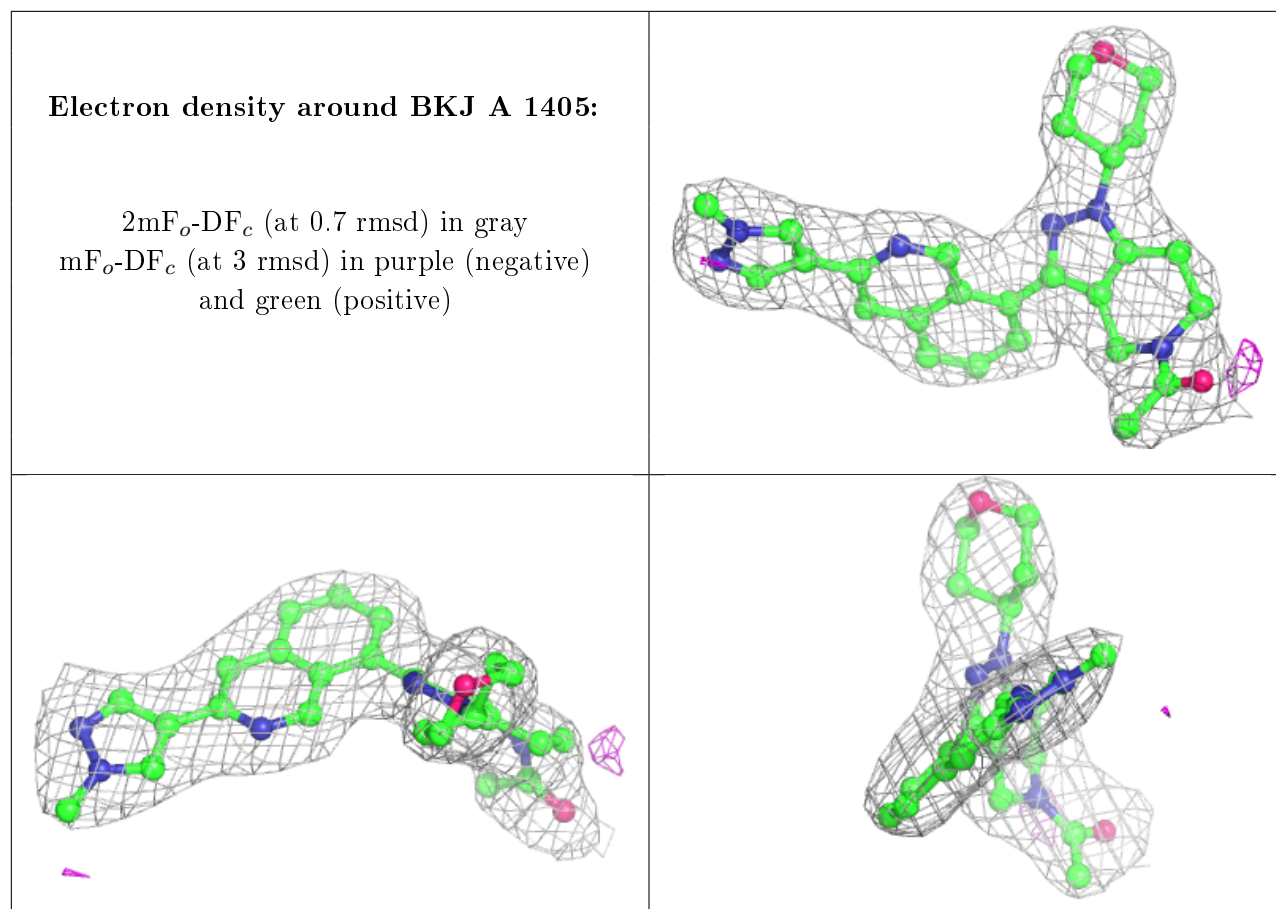 Electron density around BKJ A 1405:
2mFₒ-DF𝒸 (at 0.7 rmsd) in gray
mFₒ-DF𝒸 (at 3 rmsd) in purple (negative)
and green (positive)